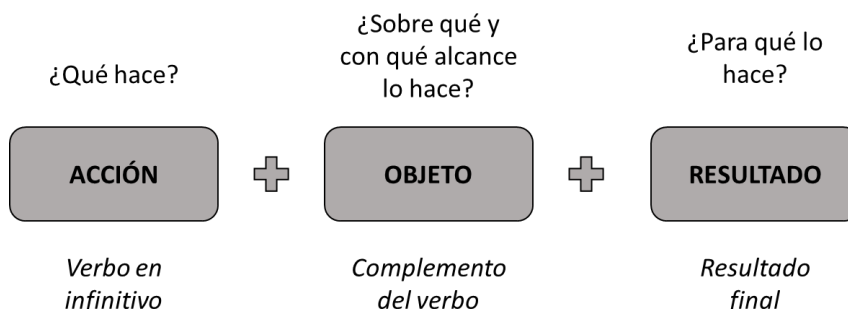 ¿Qué hace?
¿Sobre qué y
con qué alcance
lo hace?
¿Para qué lo
hace?
ACCIÓN
OBJETO
RESULTADO
Verbo en
infinitivo
Complemento
del verbo
Resultado
final